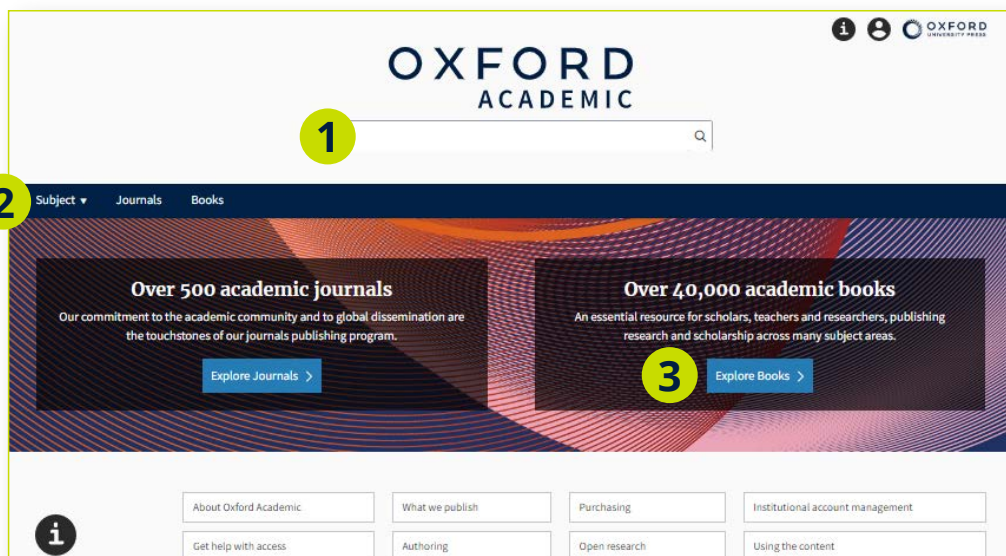 i
OXFORD
UNIVERSITY PRESS
OXFORD
ACADEMIC
1
2
Subject ▾ Journals Books
Over 500 academic journals
Our commitment to the academic community and to global dissemination are
the touchstones of our journals publishing program.
Explore Journals >
Over 40,000 academic books
An essential resource for scholars, teachers and researchers, publishing
research and scholarship across many subject areas.
3
Explore Books >
i
About Oxford Academic What we publish Purchasing Institutional account management
Get help with access Authoring Open research Using the content